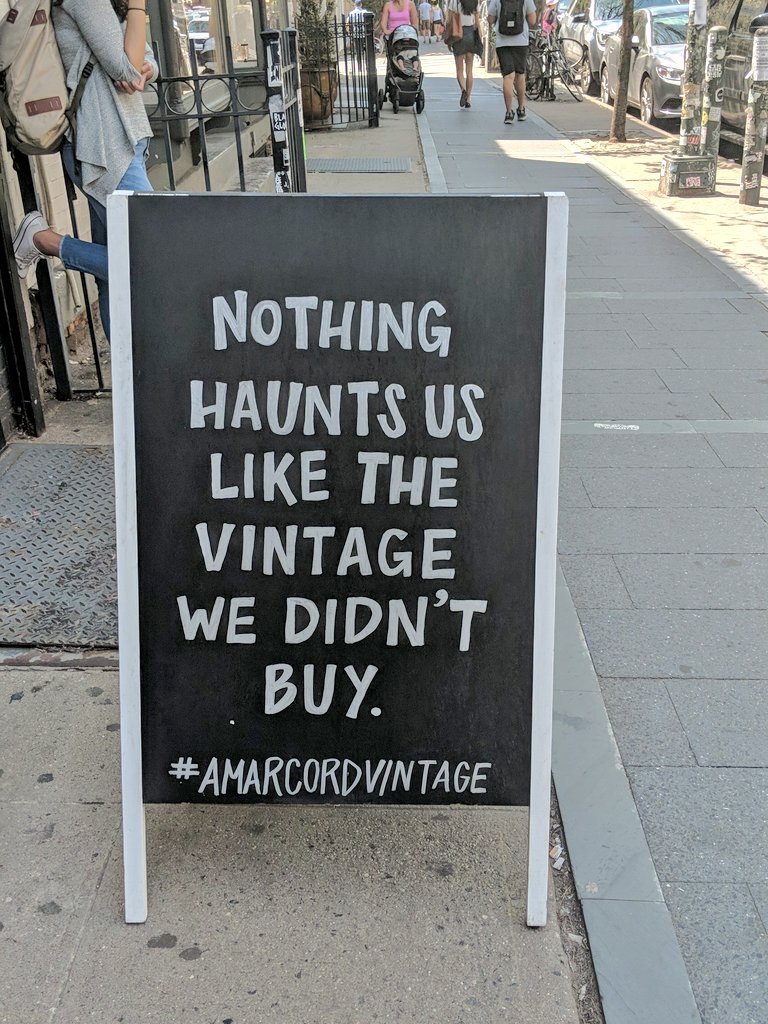 NOTHING
HAUNTS US
LIKE THE
VINTAGE
WE DIDN'T
BUY.
#AMARCORDVINTAGE